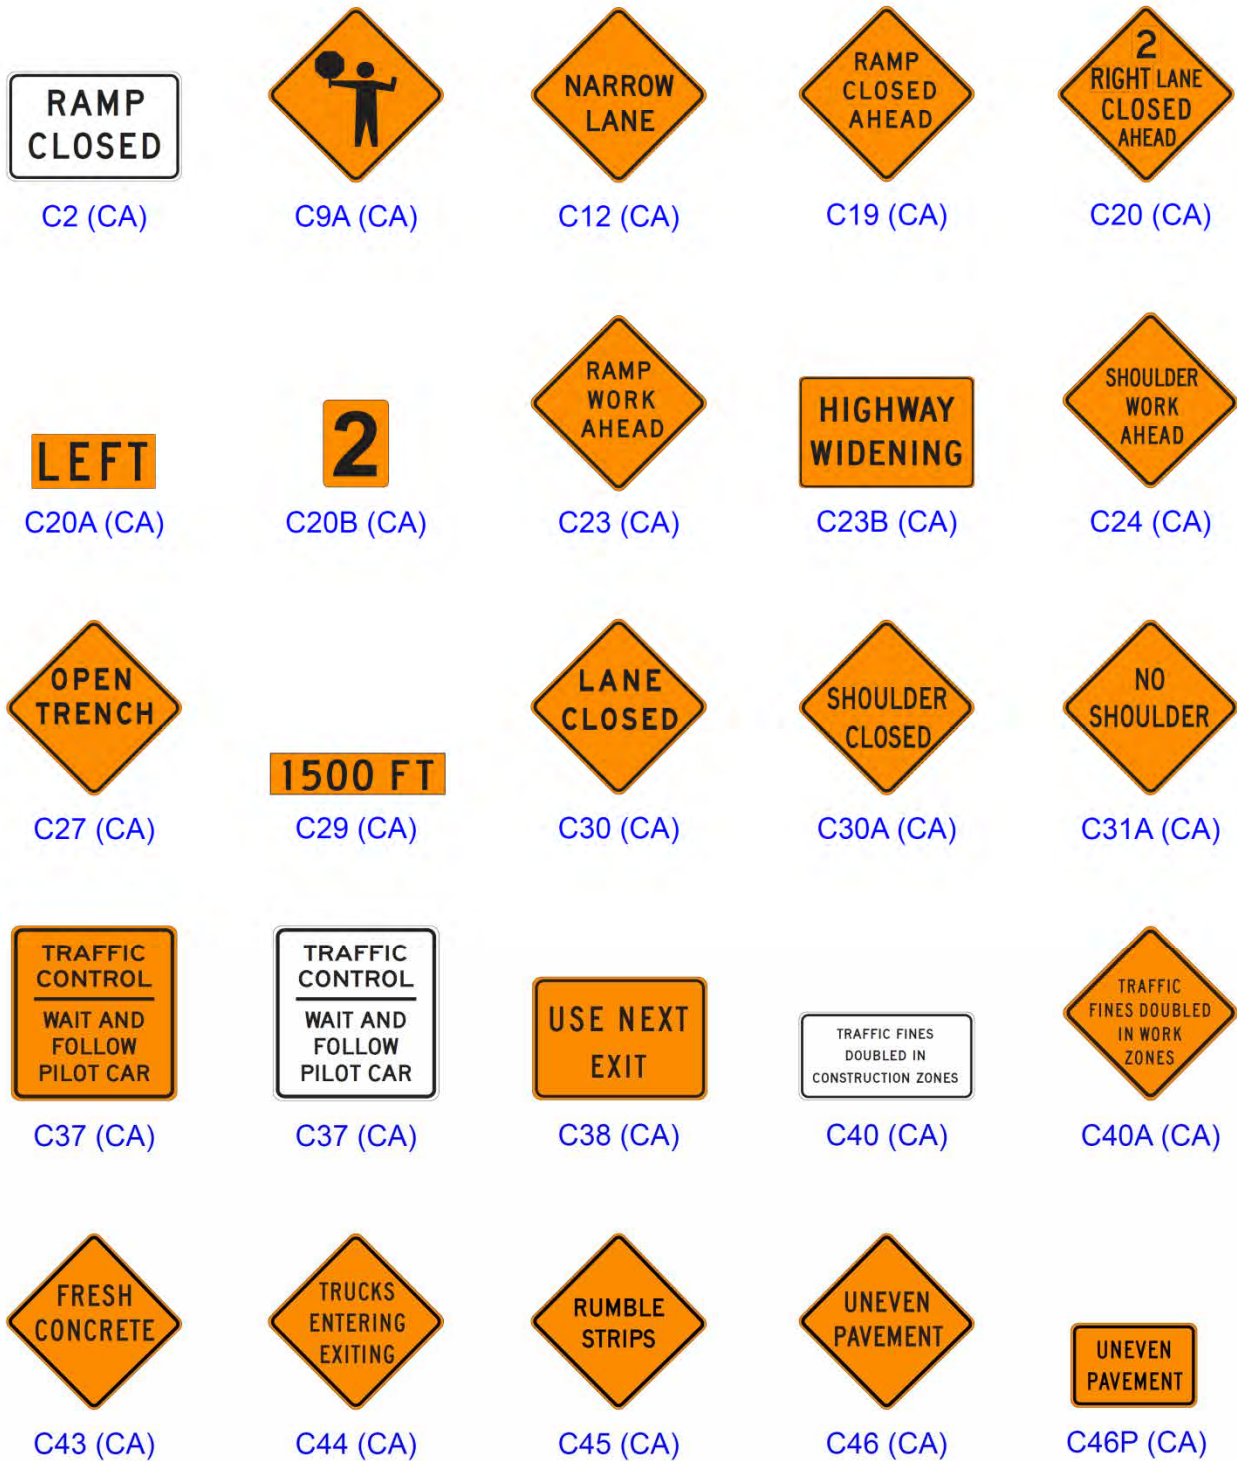 RAMP
CLOSED
C2 (CA)
C9A (CA)
NARROW
LANE
C12 (CA)
RAMP
CLOSED
AHEAD
C19 (CA)
2
RIGHT LANE
CLOSED
AHEAD
C20 (CA)
LEFT
C20A (CA)
2
C20B (CA)
RAMP
WORK
AHEAD
C23 (CA)
HIGHWAY
WIDENING
C23B (CA)
SHOULDER
WORK
AHEAD
C24 (CA)
OPEN
TRENCH
C27 (CA)
1500 FT
C29 (CA)
LANE
CLOSED
C30 (CA)
SHOULDER
CLOSED
C30A (CA)
NO
SHOULDER
C31A (CA)
TRAFFIC
CONTROL
WAIT AND
FOLLOW
PILOT CAR
C37 (CA)
TRAFFIC
CONTROL
WAIT AND
FOLLOW
PILOT CAR
C37 (CA)
USE NEXT
EXIT
C38 (CA)
TRAFFIC FINES
DOUBLED IN
CONSTRUCTION ZONES
C40 (CA)
TRAFFIC
FINES DOUBLED
IN WORK
ZONES
C40A (CA)
FRESH
CONCRETE
C43 (CA)
TRUCKS
ENTERING
EXITING
C44 (CA)
RUMBLE
STRIPS
C45 (CA)
UNEVEN
PAVEMENT
C46 (CA)
UNEVEN
PAVEMENT
C46P (CA)